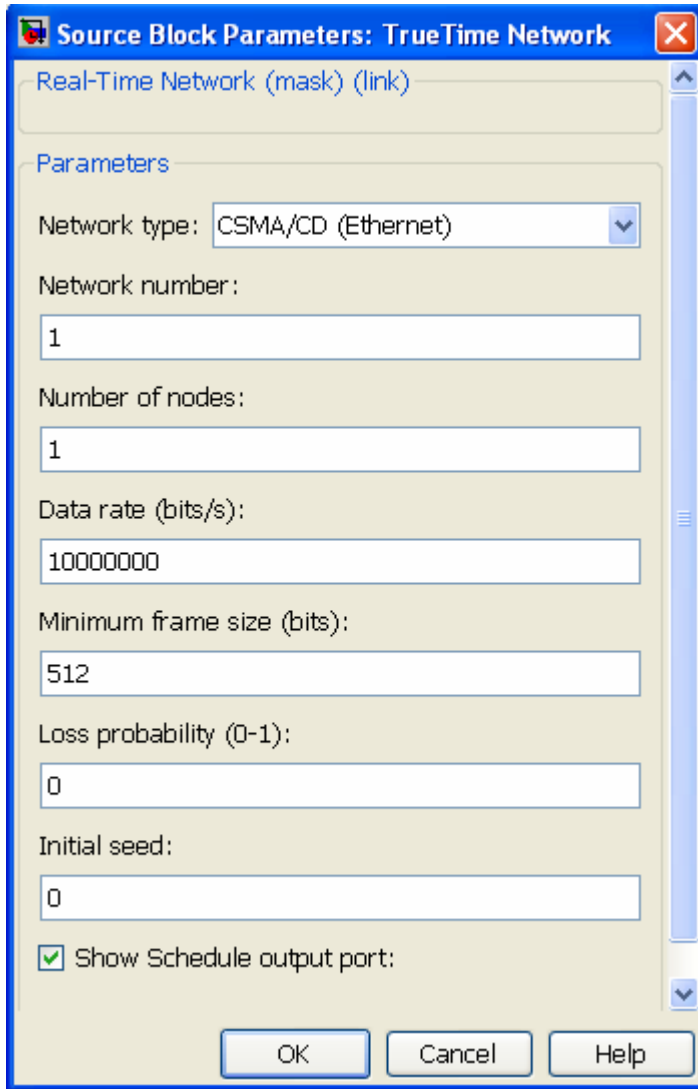 Source Block Parameters: TrueTime Network
Real-Time Network (mask) (link)
Parameters
Network type: CSMA/CD (Ethernet)
Network number:
1
Number of nodes:
1
Data rate (bits/s):
10000000
Minimum frame size (bits):
512
Loss probability (0-1):
0
Initial seed:
0
Show Schedule output port:
OK Cancel Help